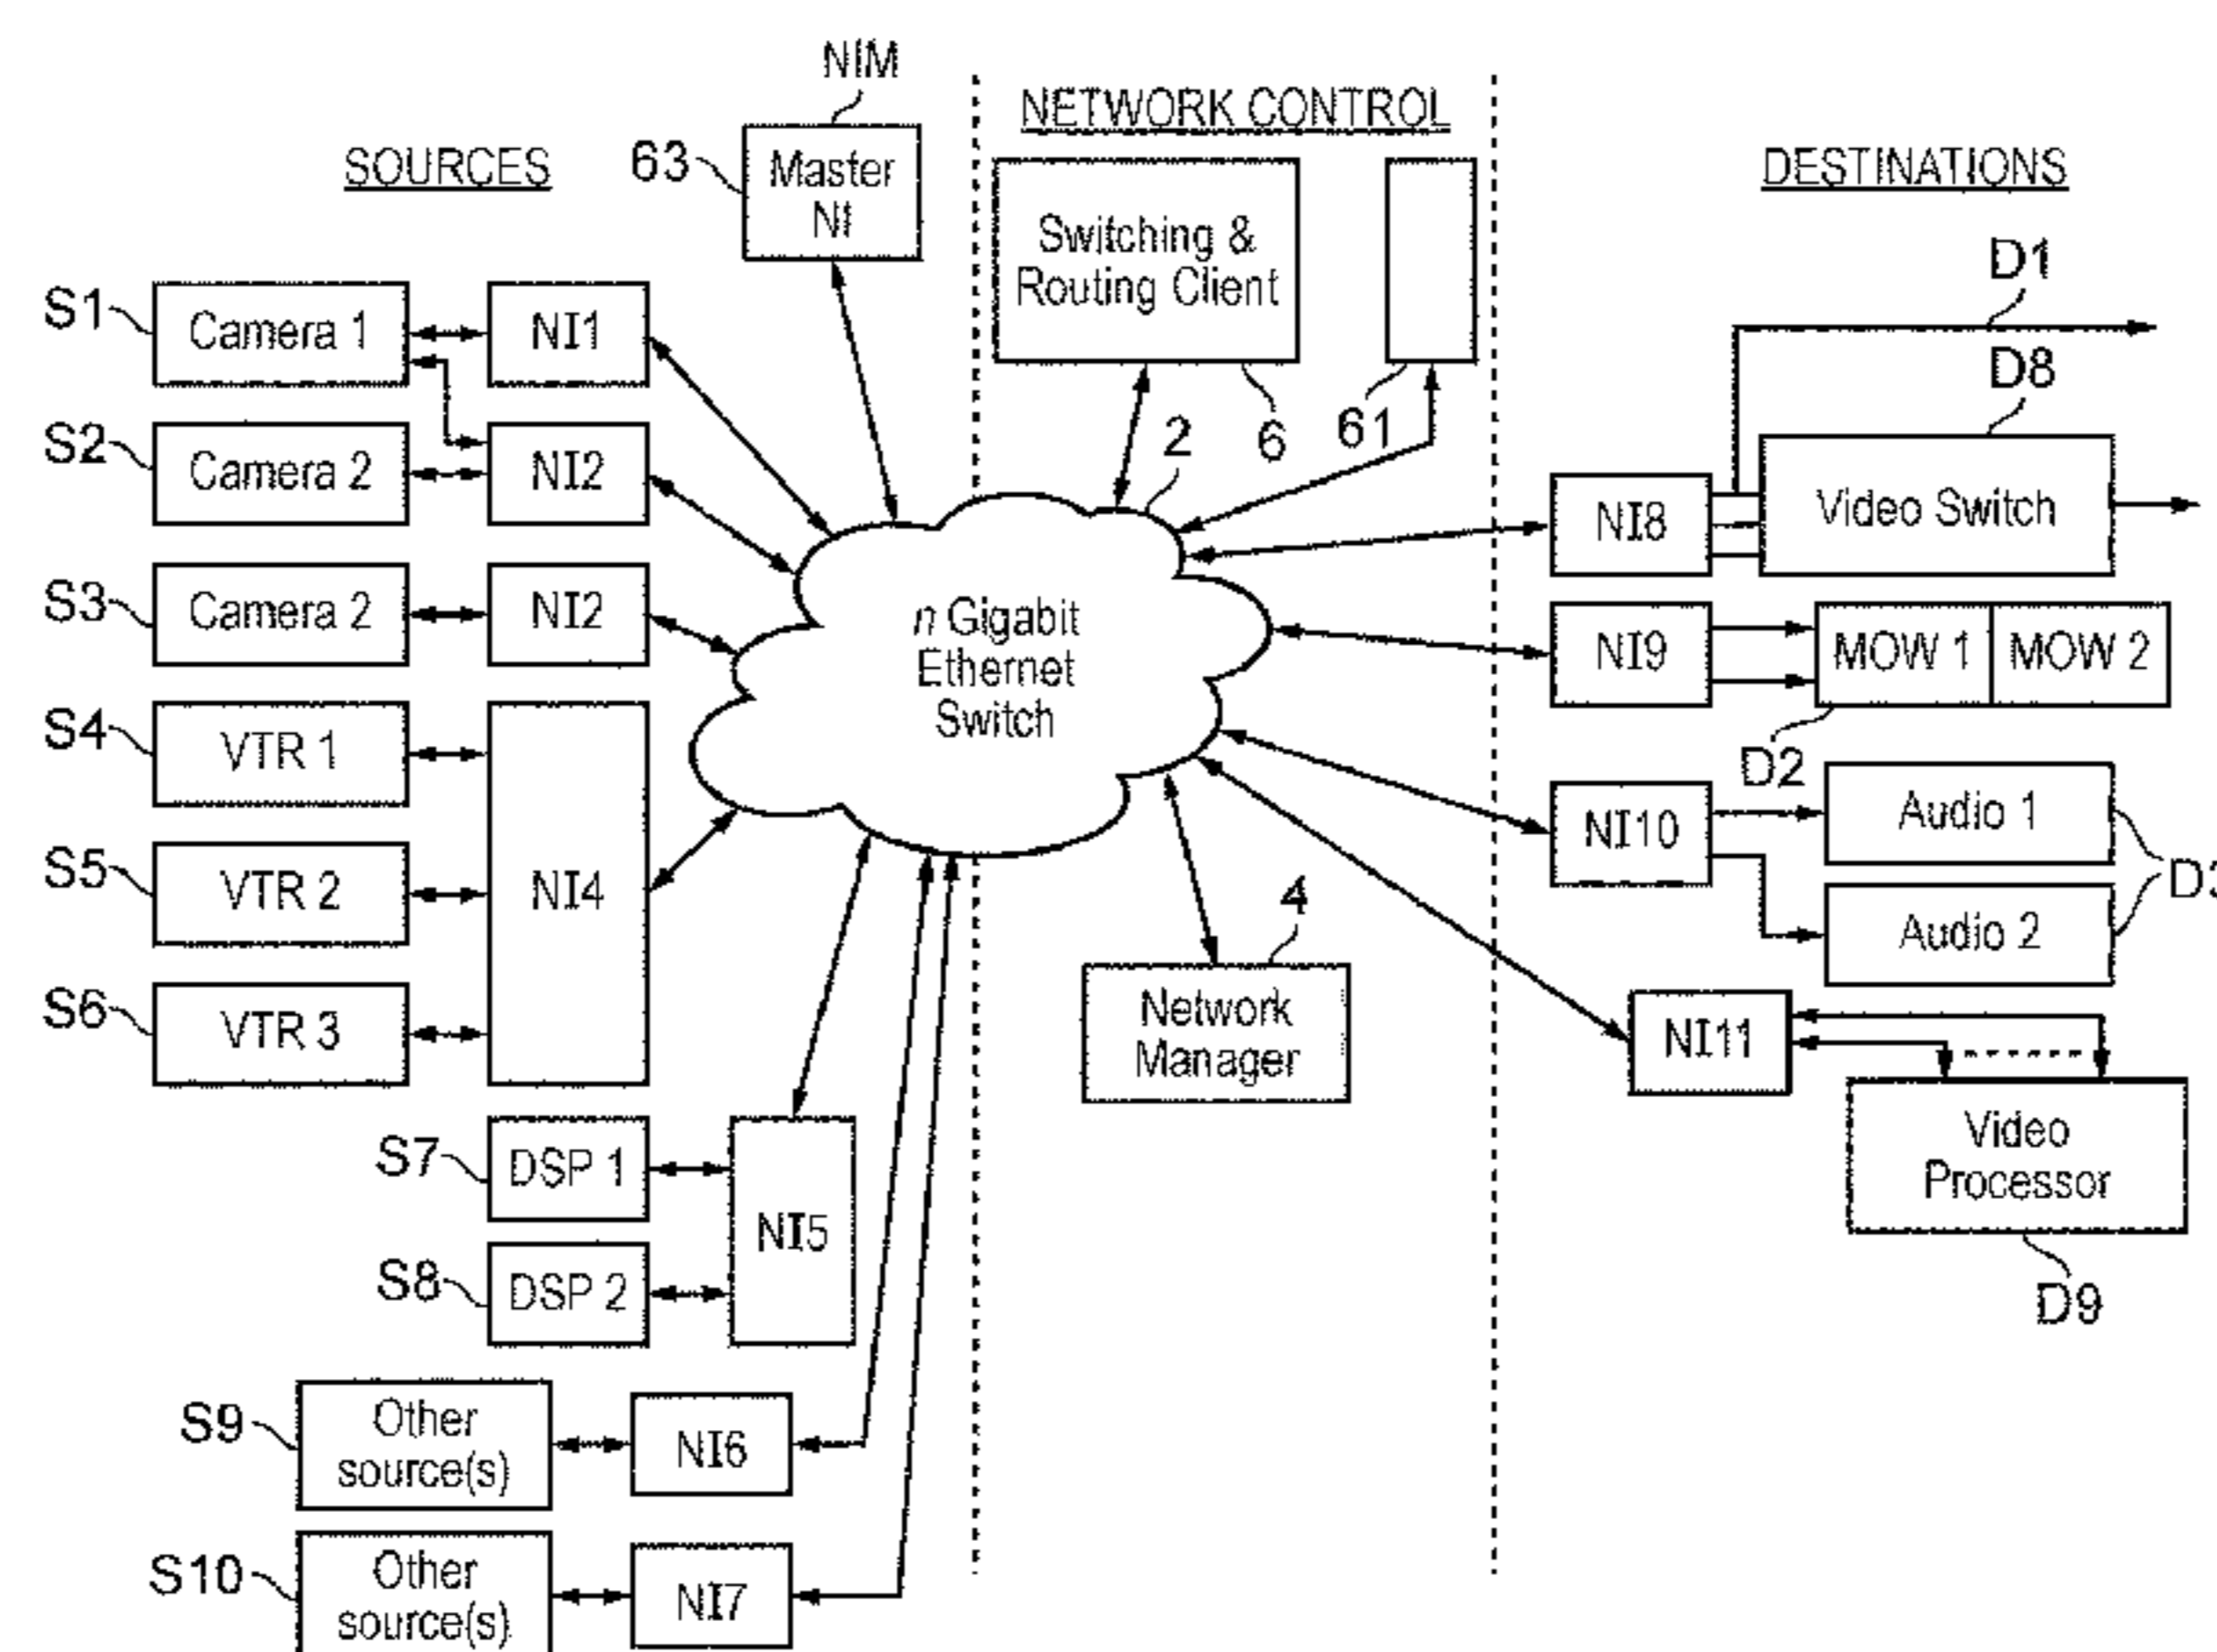 NIM
NETWORK CONTROL
SOURCES
63
Master
NI
DESTINATIONS
Switching &
Routing Client
D1
S1
Camera 1
NI1
D8
S2
Camera 2
NI2
2
6
61
NI8
Video Switch
S3
Camera 2
NI2
n Gigabit
Ethernet
Switch
NI9
MOW 1
MOW 2
S4
VTR 1
D2
NI10
Audio 1
S5
VTR 2
NI4
4
D3
Audio 2
S6
VTR 3
Network
Manager
NI11
S7
DSP 1
Video
Processor
NI5
S8
DSP 2
D9
S9
Other
source(s)
NI6
S10
Other
source(s)
NI7